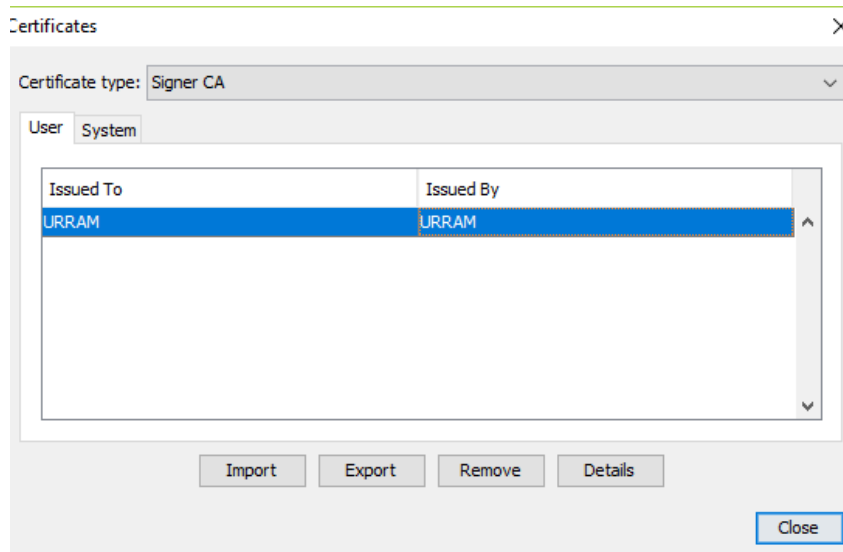 Certificates
Certificate type: Signer CA
User System
Issued To Issued By
URRAM URRAM
Import Export Remove Details
Close